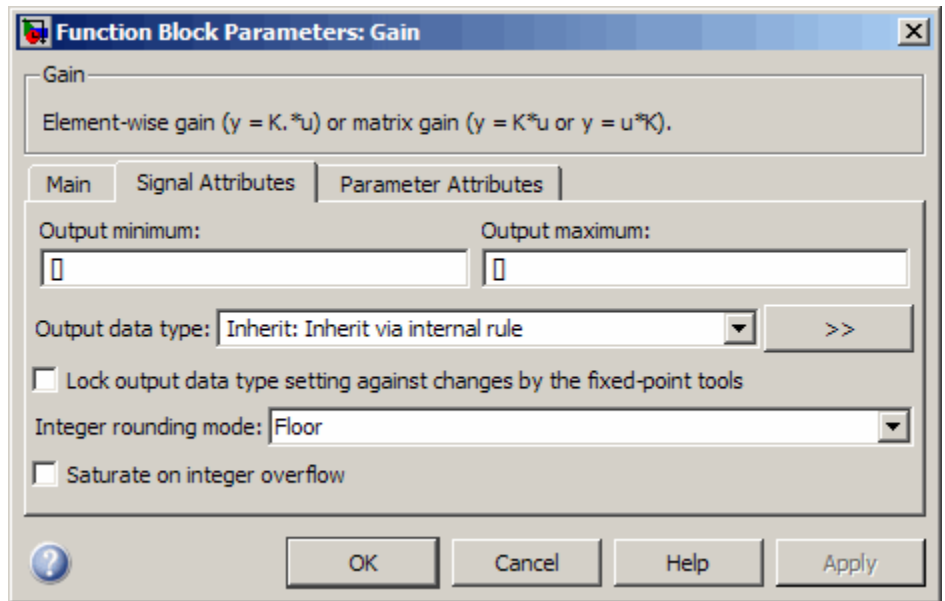 Function Block Parameters: Gain
Gain
Element-wise gain (y = K.*u) or matrix gain (y = K*u or y = u*K).
Main Signal Attributes Parameter Attributes
Output minimum: Output maximum:
[] []
Output data type: Inherit: Inherit via internal rule >>
Lock output data type setting against changes by the fixed-point tools
Integer rounding mode: Floor
Saturate on integer overflow
? OK Cancel Help Apply